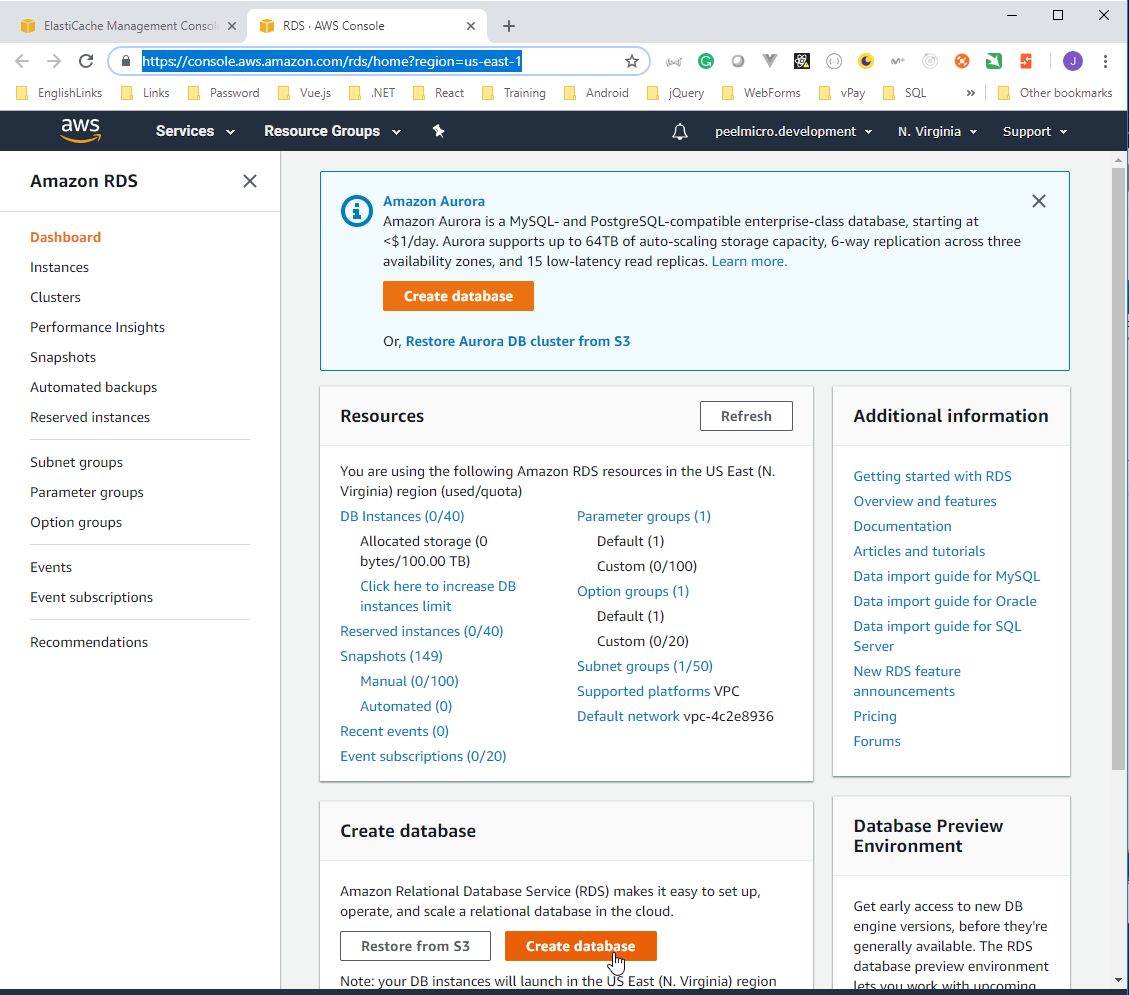 ElastiCache Management Conso
RDS · AWS Console
https://console.aws.amazon.com/rds/home?region=us-east-1
J
EnglishLinks
Links
Password
Vue.js
.NET
React
Training
Android
jQuery
WebForms
vPay
SQL
»
Other bookmarks
aws
Services
Resource Groups
peelmicro.development
N. Virginia
Support
Amazon RDS
Dashboard
Instances
Clusters
Performance Insights
Snapshots
Automated backups
Reserved instances
Subnet groups
Parameter groups
Option groups
Events
Event subscriptions
Recommendations
Amazon Aurora
Amazon Aurora is a MySQL- and PostgreSQL-compatible enterprise-class database, starting at
<$1/day. Aurora supports up to 64TB of auto-scaling storage capacity, 6-way replication across three
availability zones, and 15 low-latency read replicas. Learn more.
Create database
Or, Restore Aurora DB cluster from S3
Resources
Refresh
You are using the following Amazon RDS resources in the US East (N.
Virginia) region (used/quota)
DB Instances (0/40)
Allocated storage (0
bytes/100.00 TB)
Click here to increase DB
instances limit
Reserved instances (0/40)
Snapshots (149)
Manual (0/100)
Automated (0)
Recent events (0)
Event subscriptions (0/20)
Parameter groups (1)
Default (1)
Custom (0/100)
Option groups (1)
Default (1)
Custom (0/20)
Subnet groups (1/50)
Supported platforms VPC
Default network vpc-4c2e8936
Additional information
Getting started with RDS
Overview and features
Documentation
Articles and tutorials
Data import guide for MySQL
Data import guide for Oracle
Data import guide for SQL
Server
New RDS feature
announcements
Pricing
Forums
Create database
Amazon Relational Database Service (RDS) makes it easy to set up,
operate, and scale a relational database in the cloud.
Restore from S3
Create database
Note: your DB instances will launch in the US East (N. Virginia) region
Database Preview
Environment
Get early access to new DB
engine versions, before they're
generally available. The RDS
database preview environment
lets you work with upcoming